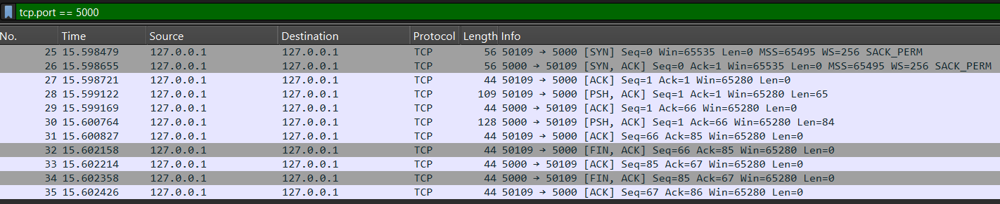 tcp.port == 5000
No. Time Source Destination Protocol Length Info
25 15.598479 127.0.0.1 127.0.0.1 TCP 56 50109 → 5000 [SYN] Seq=0 Win=65535 Len=0 MSS=65495 WS=256 SACK_PERM
26 15.598655 127.0.0.1 127.0.0.1 TCP 56 5000 → 50109 [SYN, ACK] Seq=0 Ack=1 Win=65535 Len=0 MSS=65495 WS=256 SACK_PERM
27 15.598721 127.0.0.1 127.0.0.1 TCP 44 50109 → 5000 [ACK] Seq=1 Ack=1 Win=65280 Len=0
28 15.599122 127.0.0.1 127.0.0.1 TCP 109 50109 → 5000 [PSH, ACK] Seq=1 Ack=1 Win=65280 Len=65
29 15.599169 127.0.0.1 127.0.0.1 TCP 44 5000 → 50109 [ACK] Seq=1 Ack=66 Win=65280 Len=0
30 15.600764 127.0.0.1 127.0.0.1 TCP 128 5000 → 50109 [PSH, ACK] Seq=1 Ack=66 Win=65280 Len=84
31 15.600827 127.0.0.1 127.0.0.1 TCP 44 50109 → 5000 [ACK] Seq=66 Ack=85 Win=65280 Len=0
32 15.602158 127.0.0.1 127.0.0.1 TCP 44 50109 → 5000 [FIN, ACK] Seq=66 Ack=85 Win=65280 Len=0
33 15.602214 127.0.0.1 127.0.0.1 TCP 44 5000 → 50109 [ACK] Seq=85 Ack=67 Win=65280 Len=0
34 15.602358 127.0.0.1 127.0.0.1 TCP 44 5000 → 50109 [FIN, ACK] Seq=85 Ack=67 Win=65280 Len=0
35 15.602426 127.0.0.1 127.0.0.1 TCP 44 50109 → 5000 [ACK] Seq=67 Ack=86 Win=65280 Len=0